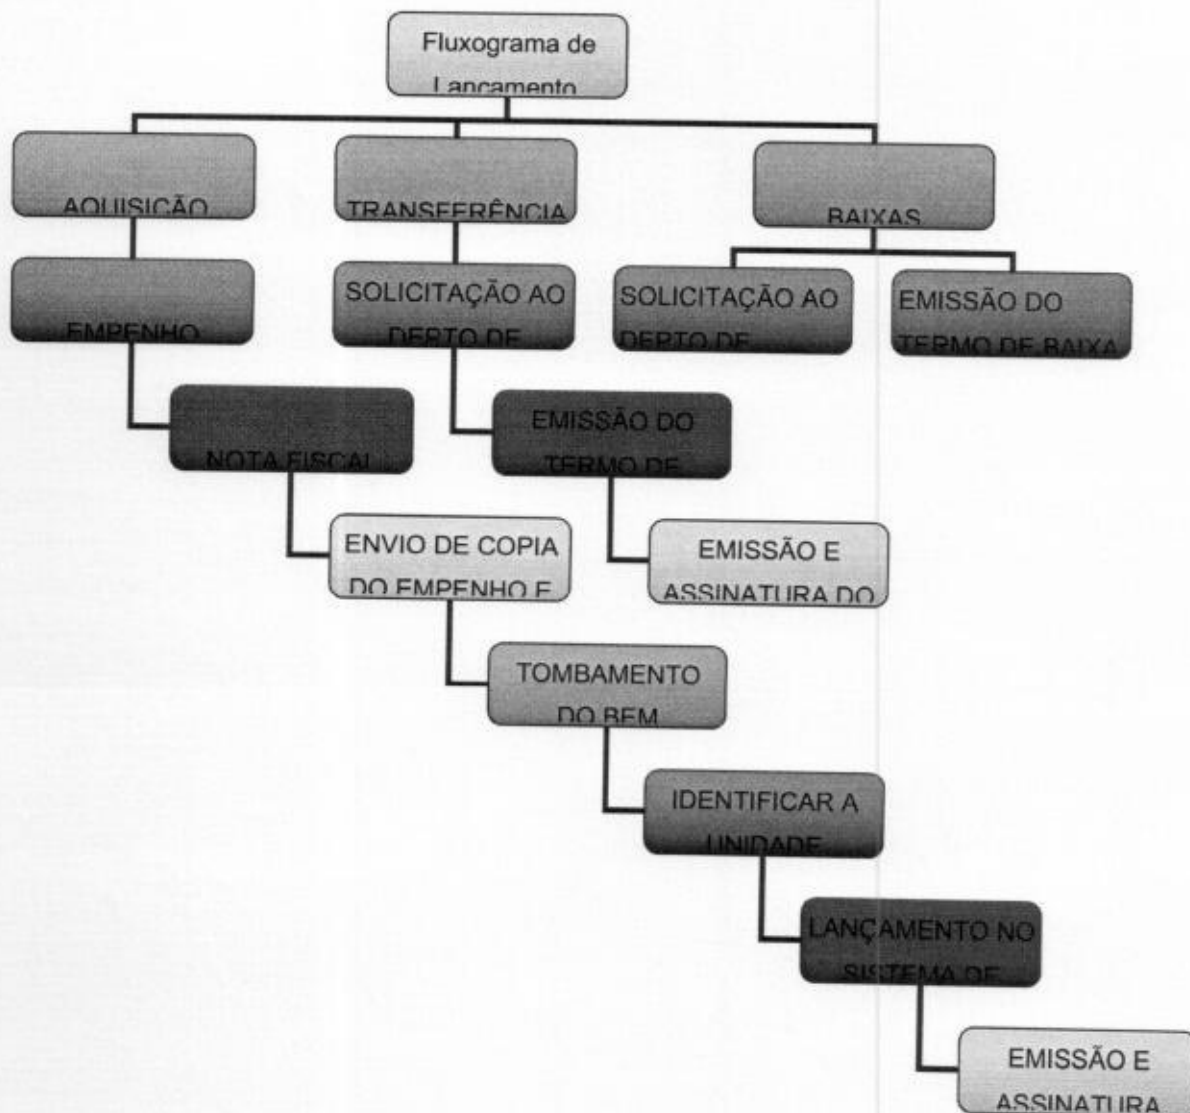 Fluxograma de
Lançamento
AQUISIÇÃO
TRANSFERÊNCIA
BAIXAS
EMPENHO
SOLICITAÇÃO AO
DEPTO DE
SOLICITAÇÃO AO
DEPTO DE
EMISSÃO DO
TERMO DE BAIXA
NOTA FISCAL
EMISSÃO DO
TERMO DE
ENVIO DE COPIA
DO EMPENHO E
EMISSÃO E
ASSINATURA DO
TOMBAMENTO
DO BEM
IDENTIFICAR A
UNIDADE
LANÇAMENTO NO
SISTEMA DE
EMISSÃO E
ASSINATURA